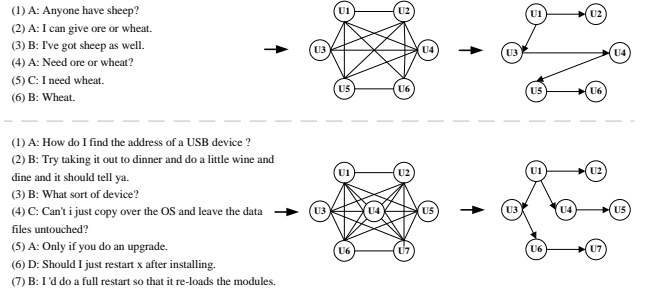 (1) A: Anyone have sheep?
(2) A: I can give ore or wheat.
(3) B: I've got sheep as well.
(4) A: Need ore or wheat?
(5) C: I need wheat.
(6) B: Wheat.
U1 U2
U3 U4
U5 U6
U1 U2
U3 U4
U5 U6
(1) A: How do I find the address of a USB device ?
(2) B: Try taking it out to dinner and do a little wine and
dine and it should tell ya.
(3) B: What sort of device?
(4) C: Can't i just copy over the OS and leave the data
files untouched?
(5) A: Only if you do an upgrade.
(6) D: Should I just restart x after installing.
(7) B: I 'd do a full restart so that it re-loads the modules.
U1 U2
U3 U4 U5
U6 U7
U1 U2
U3 U4 U5
U6 U7